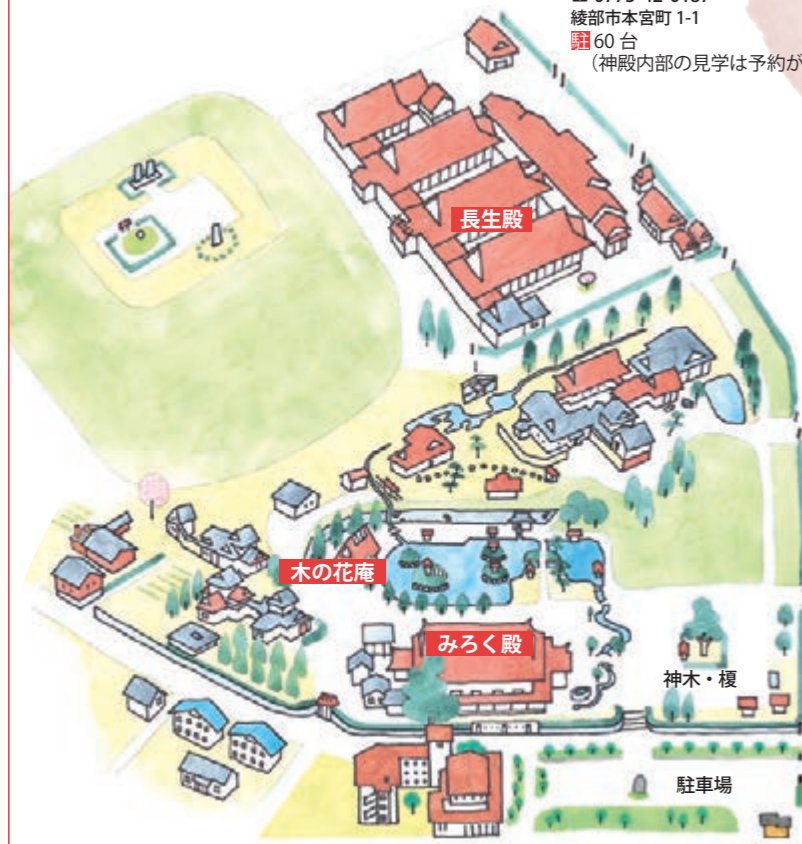 綾部市本宮町 1-1
駐 60 台
（神殿内部の見学は予約が
長生殿
木の花庵
みろく殿
神木・榎
駐車場